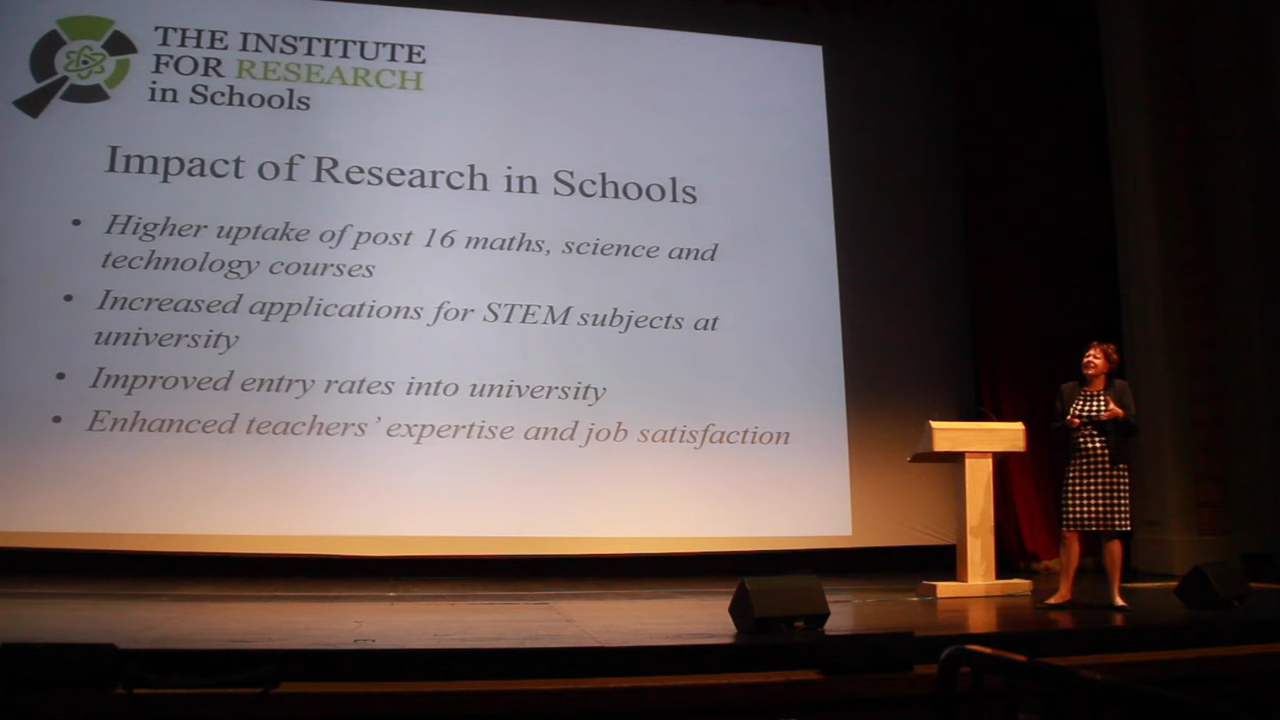 THE INSTITUTE
FOR RESEARCH
in Schools
Impact of Research in Schools
• Higher uptake of post 16 maths, science and
technology courses
• Increased applications for STEM subjects at
university
• Improved entry rates into university
• Enhanced teachers’ expertise and job satisfaction